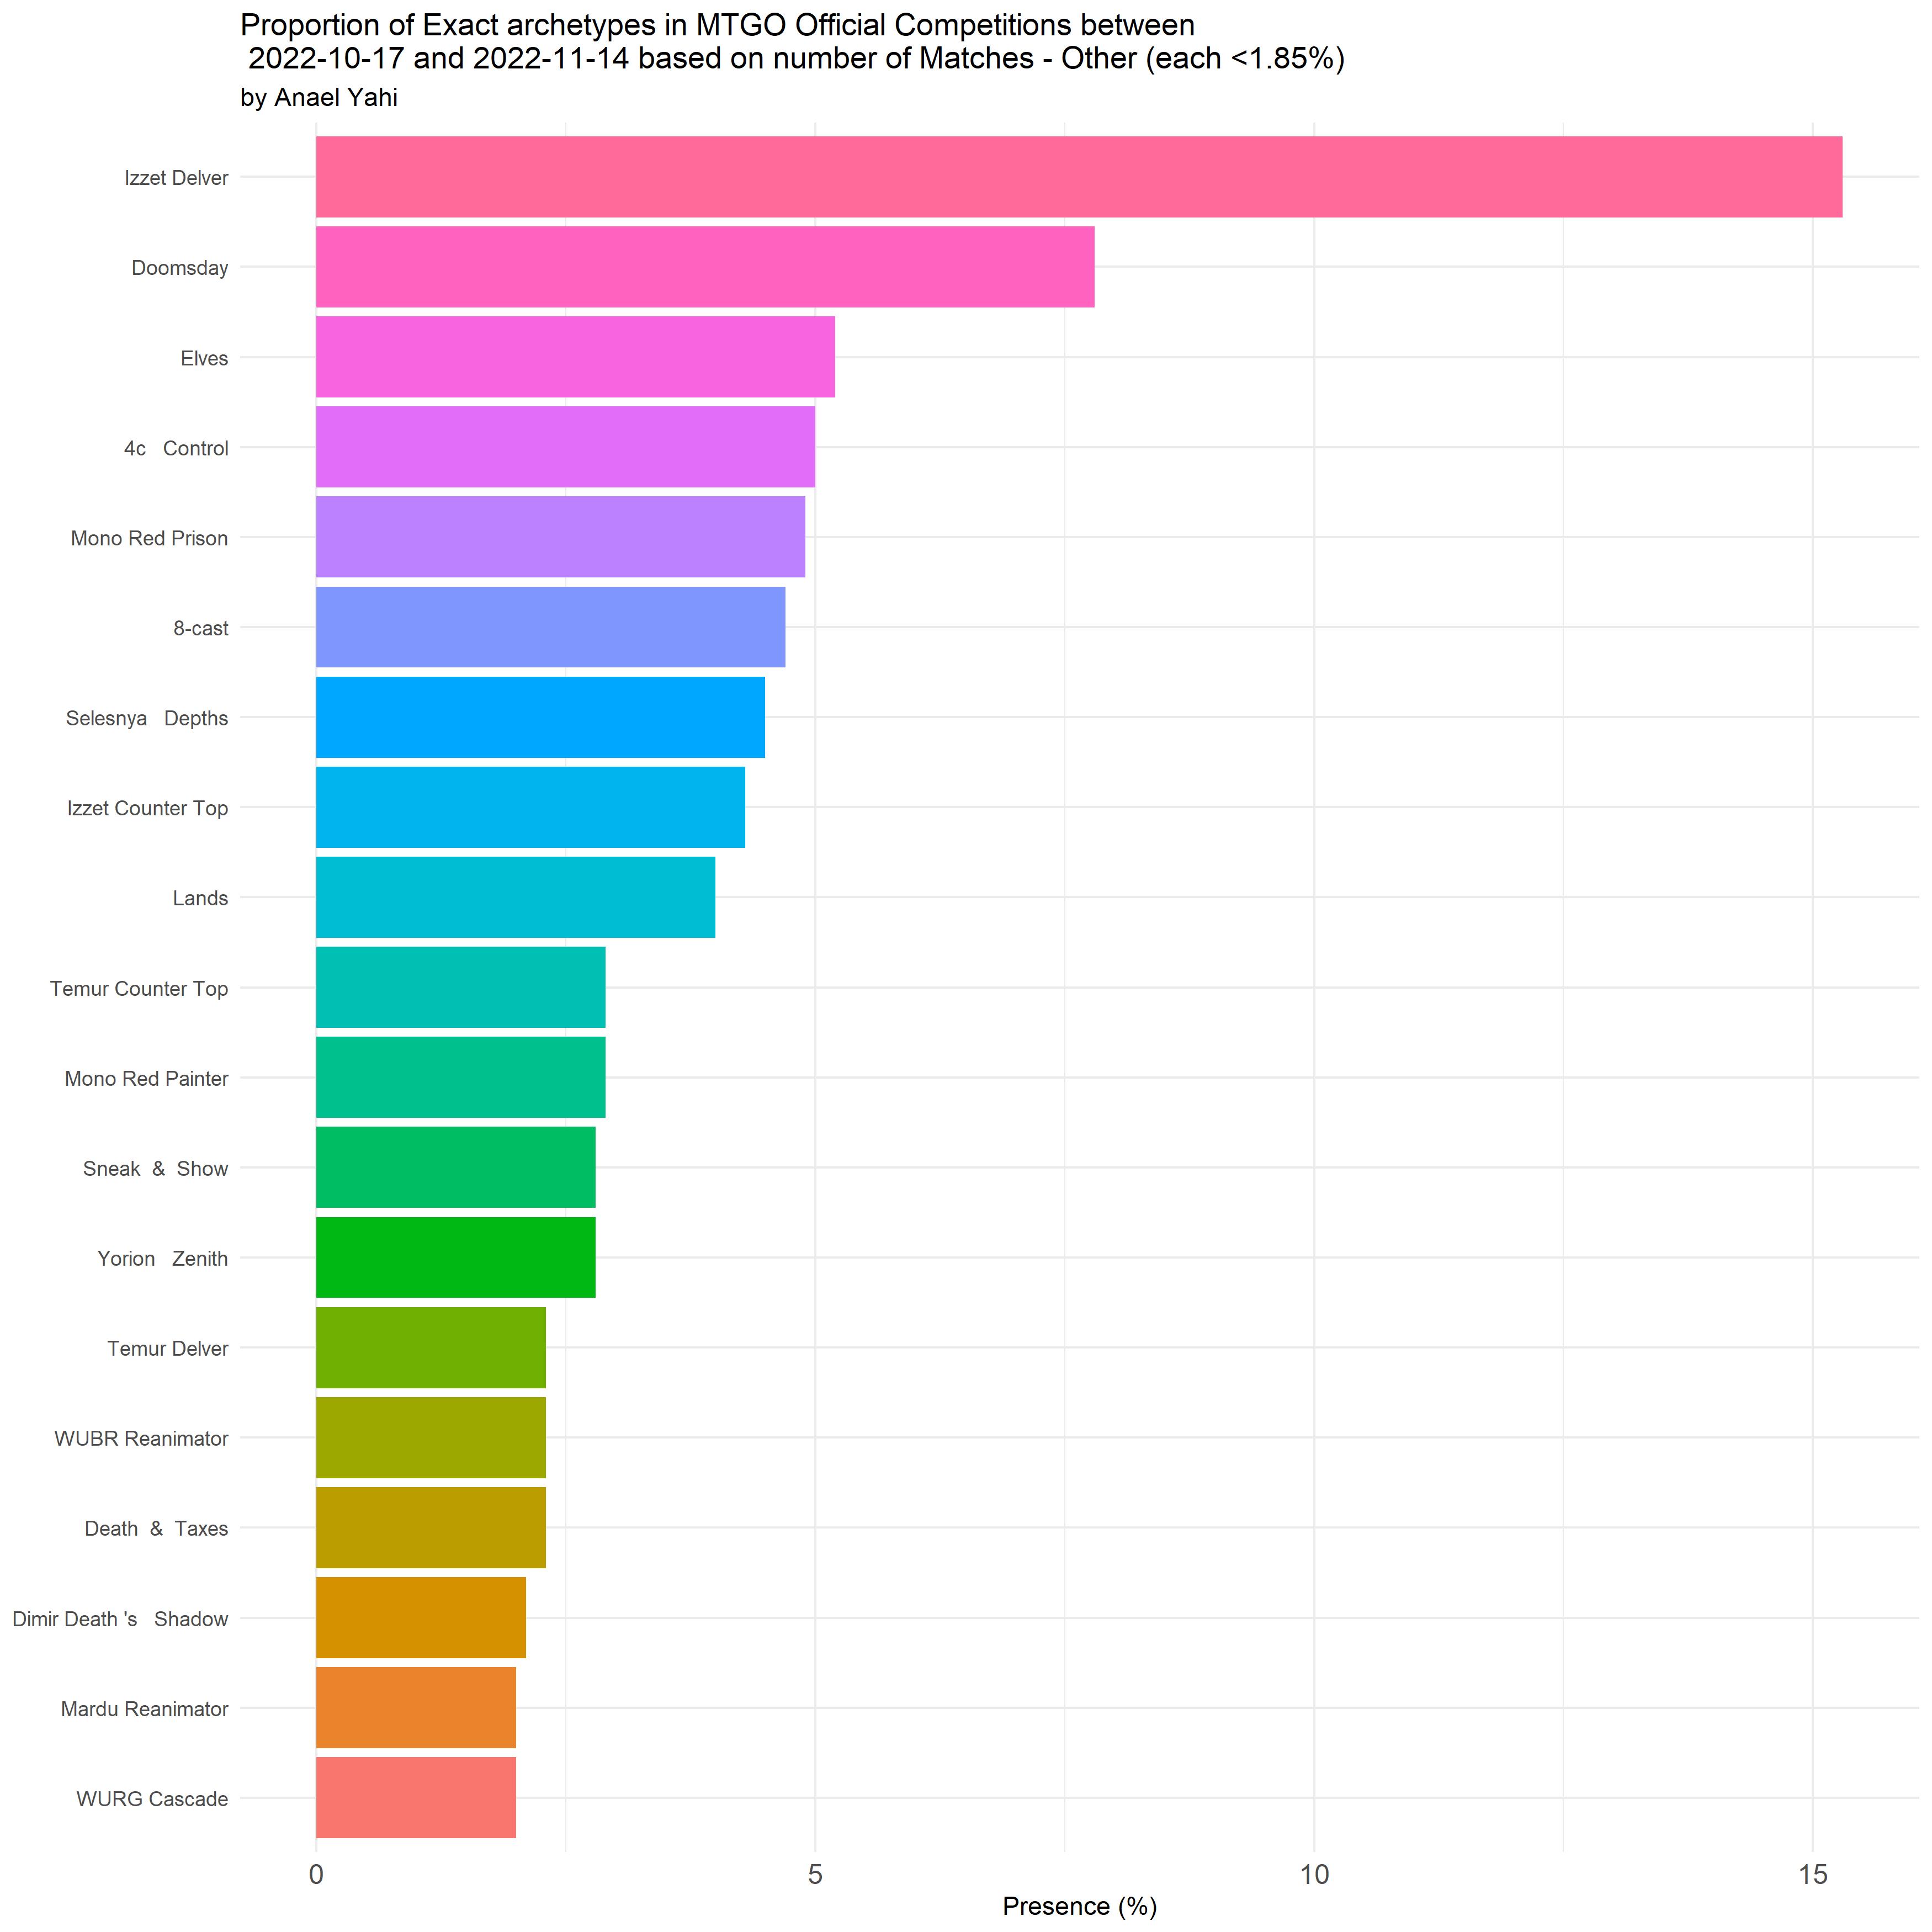 Proportion of Exact archetypes in MTGO Official Competitions between
2022-10-17 and 2022-11-14 based on number of Matches - Other (each <1.85%)
by Anael Yahi
Izzet Delver
Doomsday
Elves
4c Control
Mono Red Prison
8-cast
Selesnya Depths
Izzet Counter Top
Lands
Temur Counter Top
Mono Red Painter
Sneak & Show
Yorion Zenith
Temur Delver
WUBR Reanimator
Death & Taxes
Dimir Death 's Shadow
Mardu Reanimator
WURG Cascade
0 5 10 15
Presence (%)